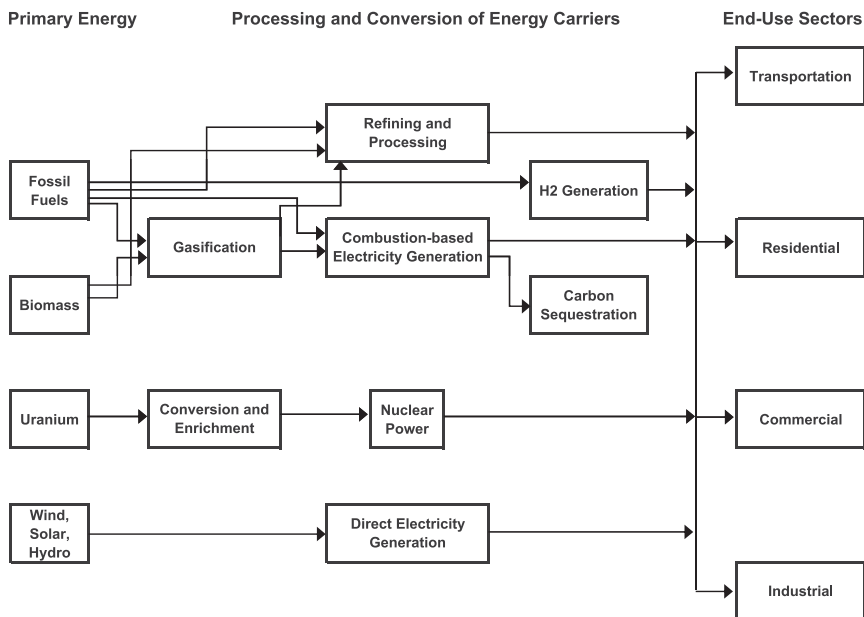 Primary Energy
Processing and Conversion of Energy Carriers
End-Use Sectors
Transportation
Refining and
Processing
Fossil
Fuels
H2 Generation
Gasification
Combustion-based
Electricity Generation
Residential
Biomass
Carbon
Sequestration
Uranium
Conversion and
Enrichment
Nuclear
Power
Commercial
Wind,
Solar,
Hydro
Direct Electricity
Generation
Industrial